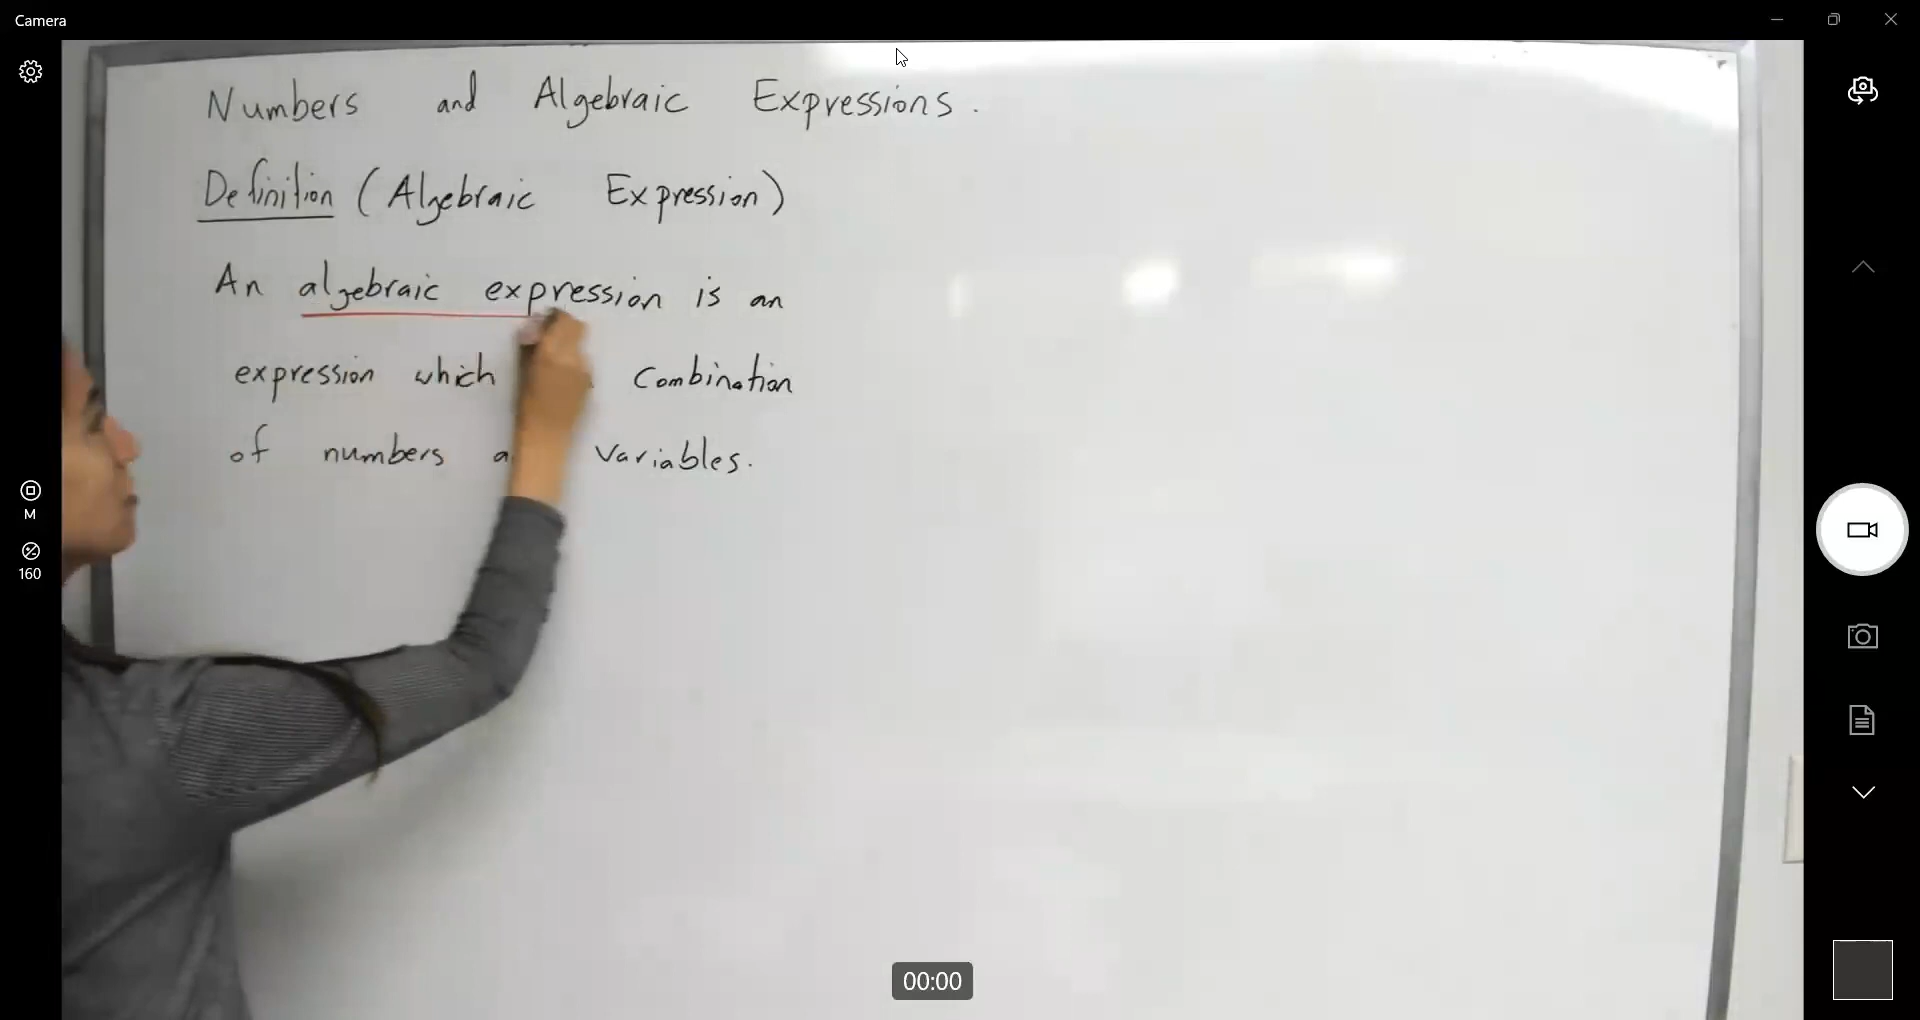 Camera
Numbers and Algebraic Expressions.
Definition (Algebraic Expression)
An algebraic expression is an
expression which combination
of numbers variables.
M
160
00:00